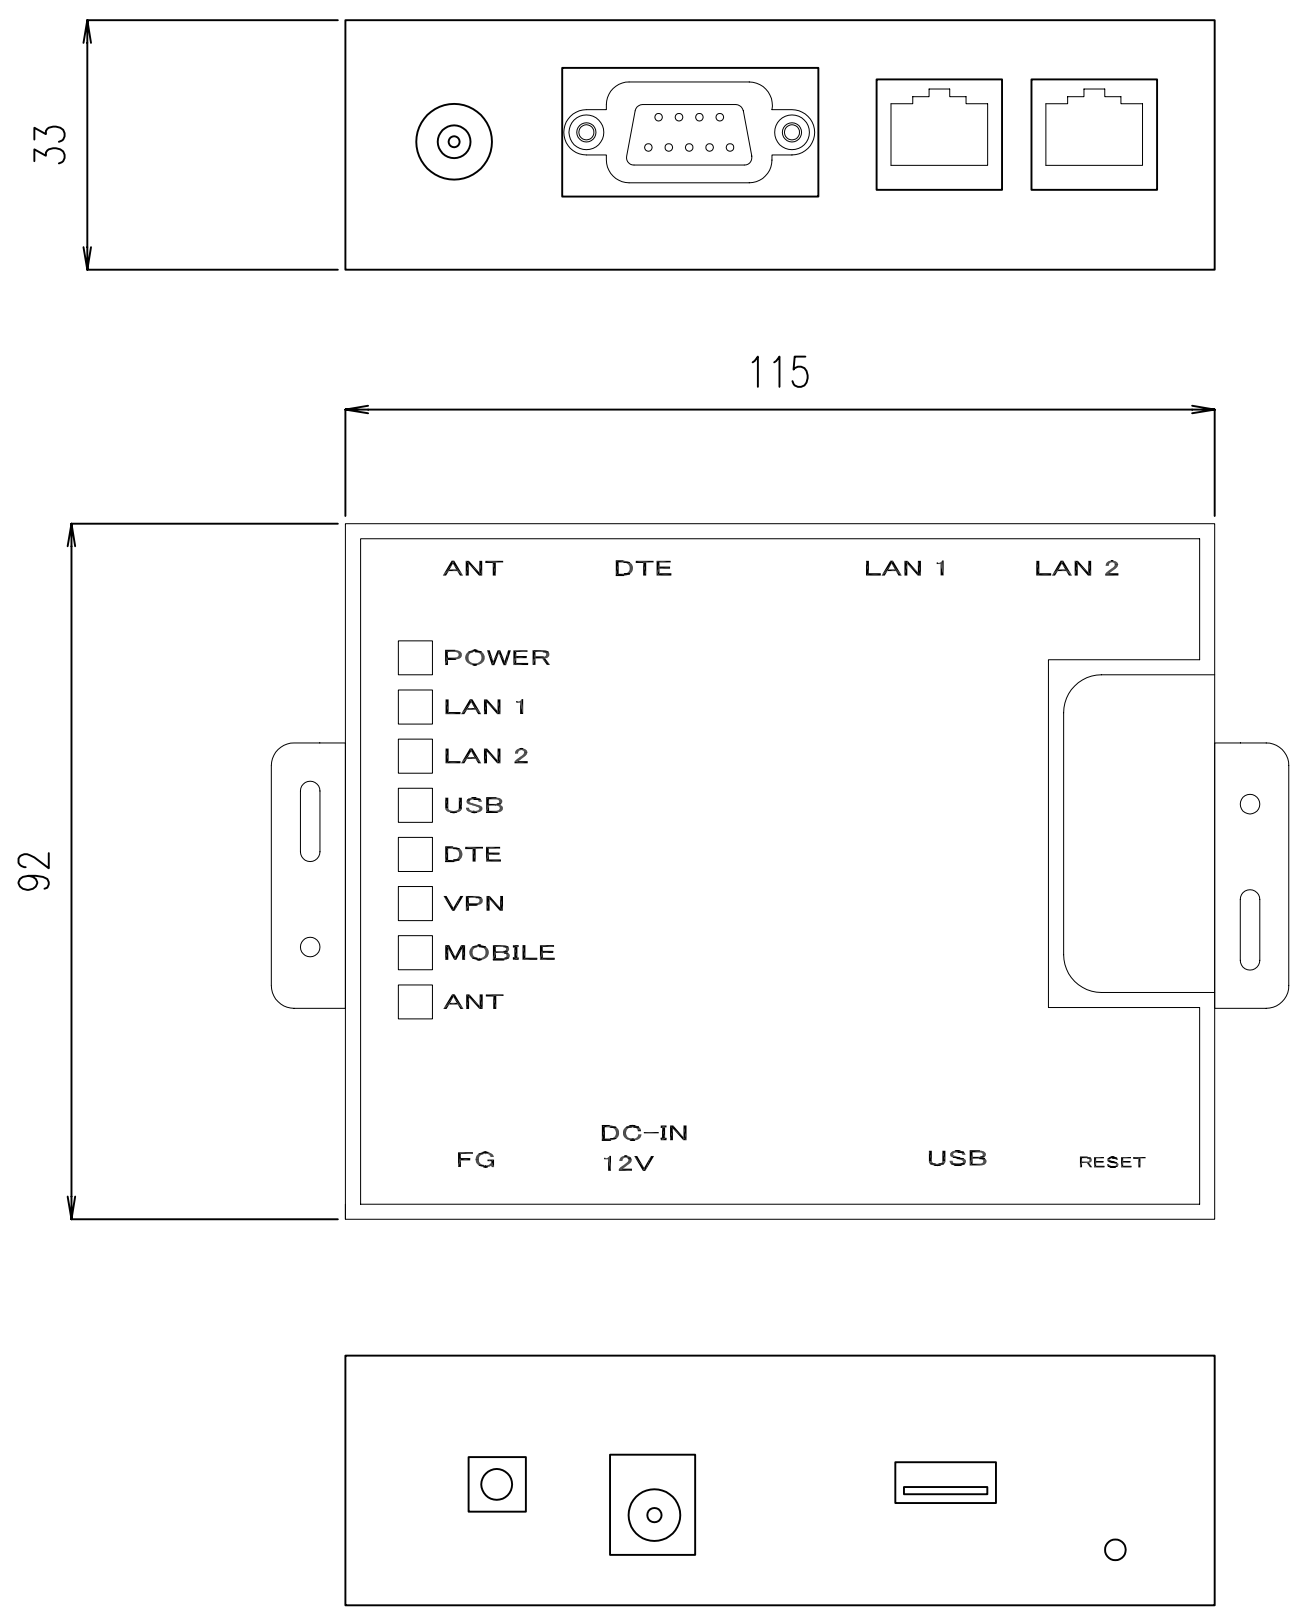 33
115
92
ANT DTE LAN 1 LAN 2
POWER
LAN 1
LAN 2
USB
DTE
VPN
MOBILE
ANT
FG
DC-IN
12V
USB
RESET